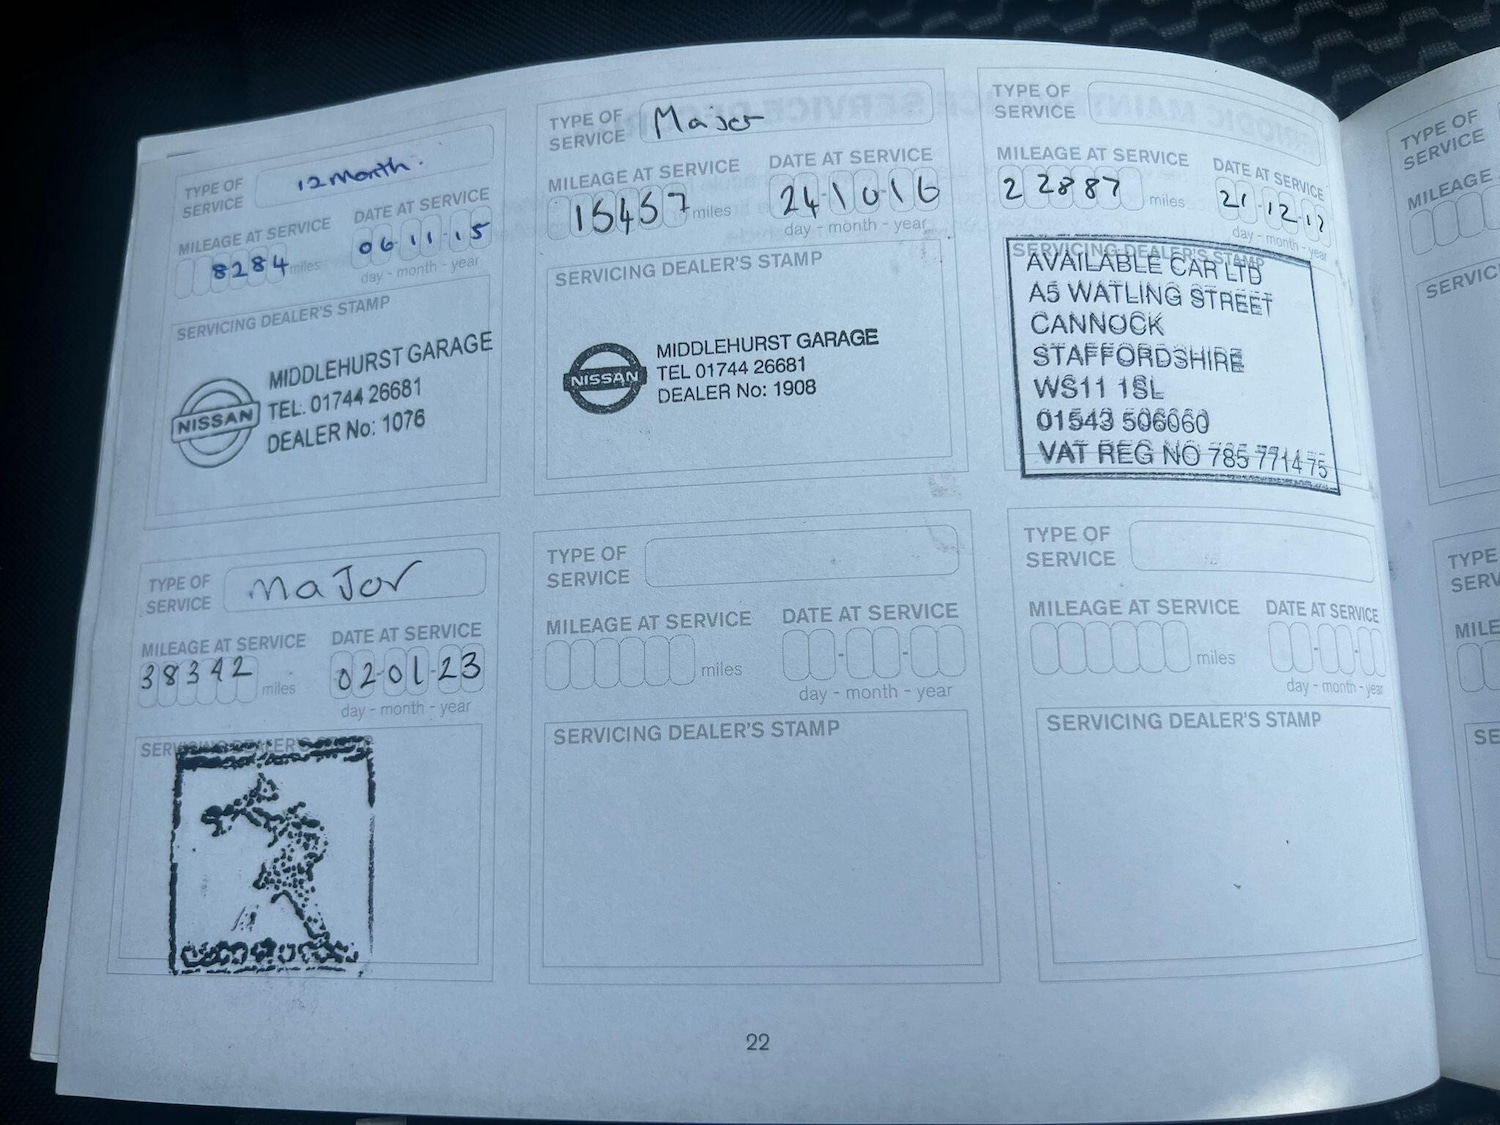 TYPE OF SERVICE 12 Month.
MILEAGE AT SERVICE
8284 miles
DATE AT SERVICE
06-11-15
day - month - year
SERVICING DEALER'S STAMP
NISSAN
MIDDLEHURST GARAGE
TEL: 01744 26681
DEALER No: 1076
TYPE OF SERVICE Major
MILEAGE AT SERVICE
15457 miles
DATE AT SERVICE
24-10-16
day - month - year
SERVICING DEALER'S STAMP
NISSAN
MIDDLEHURST GARAGE
TEL 01744 26681
DEALER No: 1908
TYPE OF SERVICE
MILEAGE AT SERVICE
22887 miles
DATE AT SERVICE
21-12-17
day - month - year
SERVICING DEALER'S STAMP
AVAILABLE CAR LTD
A5 WATLING STREET
CANNOCK
STAFFORDSHIRE
WS11 1SL
01543 506060
VAT REG NO 785 7714 75
TYPE OF SERVICE MaJor
MILEAGE AT SERVICE
38342 miles
DATE AT SERVICE
02-01-23
day - month - year
SERVICING DEALER'S STAMP
TYPE OF SERVICE
MILEAGE AT SERVICE
miles
DATE AT SERVICE
day - month - year
SERVICING DEALER'S STAMP
TYPE OF SERVICE
MILEAGE AT SERVICE
miles
DATE AT SERVICE
day - month - year
SERVICING DEALER'S STAMP
22
TYPE OF
SERVICE
MILEAGE